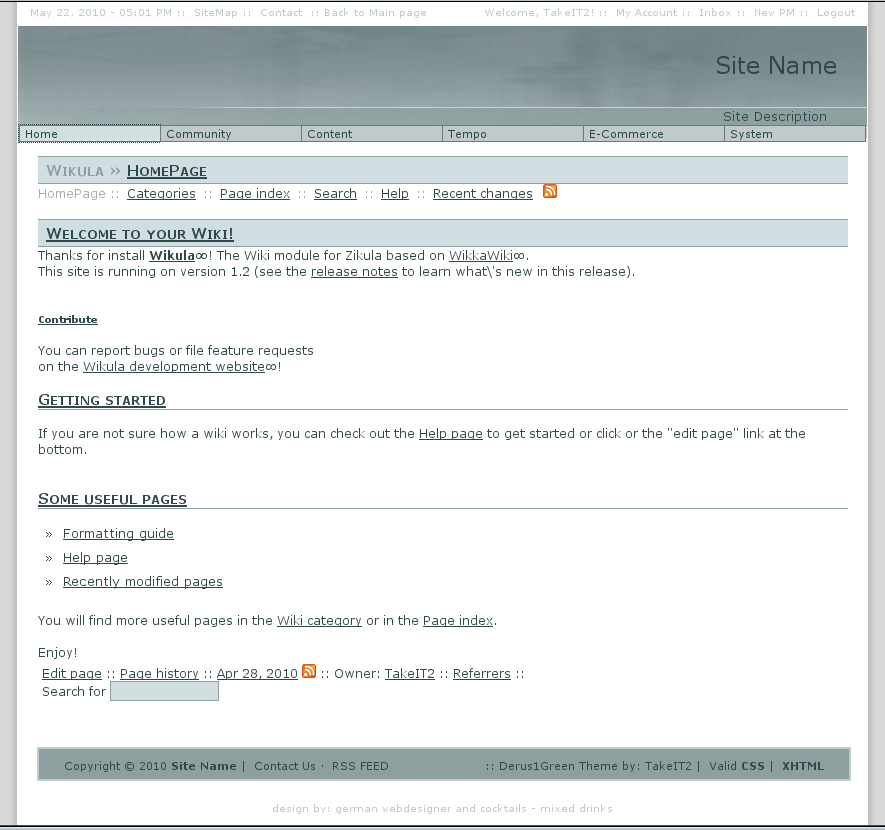 May 22, 2010 - 05:01 PM :: SiteMap :: Contact :: Back to Main page Welcome, TakeIT2! :: My Account :: Inbox :: New PM :: Logout
Site Name
Site Description
Home Community Content Tempo E-Commerce System
Wikula » HomePage
HomePage :: Categories :: Page index :: Search :: Help :: Recent changes
Welcome to your Wiki!
Thanks for install Wikula∞! The Wiki module for Zikula based on WikkaWiki∞.
This site is running on version 1.2 (see the release notes to learn what\'s new in this release).
Contribute
You can report bugs or file feature requests
on the Wikula development website∞!
Getting started
If you are not sure how a wiki works, you can check out the Help page to get started or click or the "edit page" link at the
bottom.
Some useful pages
» Formatting guide
» Help page
» Recently modified pages
You will find more useful pages in the Wiki category or in the Page index.
Enjoy!
Edit page :: Page history :: Apr 28, 2010 :: Owner: TakeIT2 :: Referrers ::
Search for
Copyright © 2010 Site Name | Contact Us · RSS FEED :: Derus1Green Theme by: TakeIT2 | Valid CSS | XHTML
design by: german webdesigner and cocktails - mixed drinks